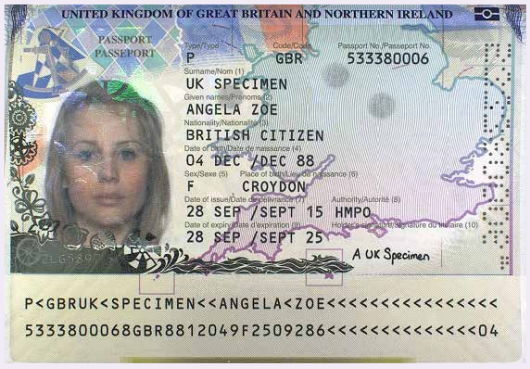 UNITED KINGDOM OF GREAT BRITAIN AND NORTHERN IRELAND
PASSPORT
PASSEPORT
Type/Type Code/Code Passport No./Passeport No.
P GBR 533380006
Surname/Nom (1)
UK SPECIMEN
Given names/Prénoms (2)
ANGELA ZOE
Nationality/Nationalité (3)
BRITISH CITIZEN
Date of birth/Date de naissance (4)
04 DEC /DEC 88
Sex/Sexe (5) Place of birth/Lieu de naissance (6)
F CROYDON
Date of issue/Date de délivrance (7) Authority/Autorité (8)
28 SEP /SEPT 15 HMPO
Date of expiry/Date d'expiration (9) Holder's signature/Signature du titulaire (10)
28 SEP /SEPT 25
A UK Specimen
P<GBRUK<SPECIMEN<<ANGELA<ZOE<<<<<<<<<<<<<<<<
5333800068GBR8812049F2509286<<<<<<<<<<<<<<04